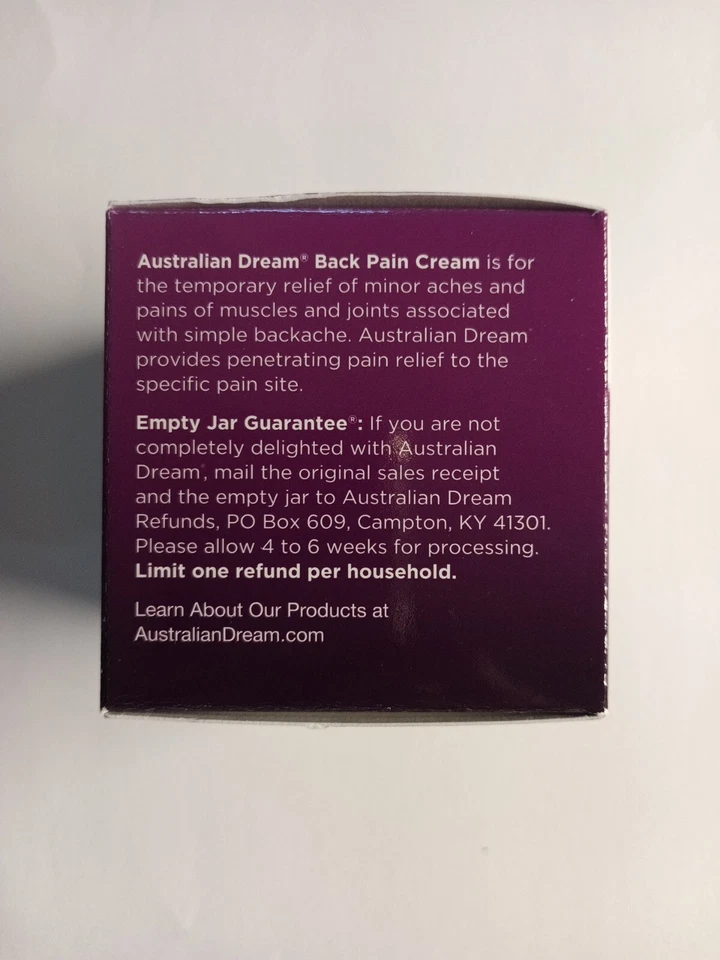 Australian Dream® Back Pain Cream is for
the temporary relief of minor aches and
pains of muscles and joints associated
with simple backache. Australian Dream®
provides penetrating pain relief to the
specific pain site.
Empty Jar Guarantee®: If you are not
completely delighted with Australian
Dream®, mail the original sales receipt
and the empty jar to Australian Dream
Refunds, PO Box 609, Campton, KY 41301.
Please allow 4 to 6 weeks for processing.
Limit one refund per household.
Learn About Our Products at
AustralianDream.com